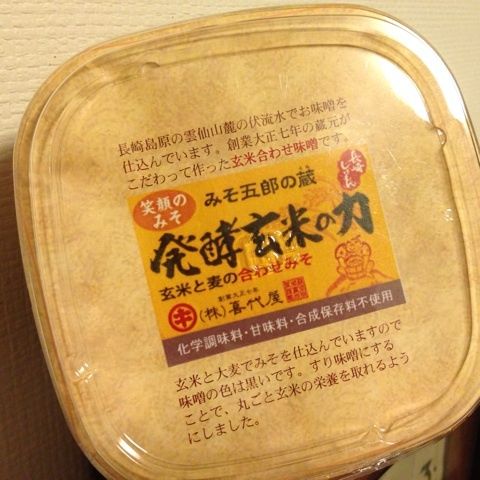 長崎島原の雲仙山麓の伏流水でお味噌を
仕込んでいます。創業大正七年の蔵元が
こだわって作った玄米合わせ味噌です。
笑顔の
みそ
みそ五郎の蔵
発酵玄米の力
玄米と麦の合わせみそ
創業大正七年
(株)喜代屋
化学調味料・甘味料・合成保存料不使用
玄米と大麦でみそを仕込んでいますので
味噌の色は黒いです。すり味噌にする
ことで、丸ごと玄米の栄養を取れるよう
にしました。